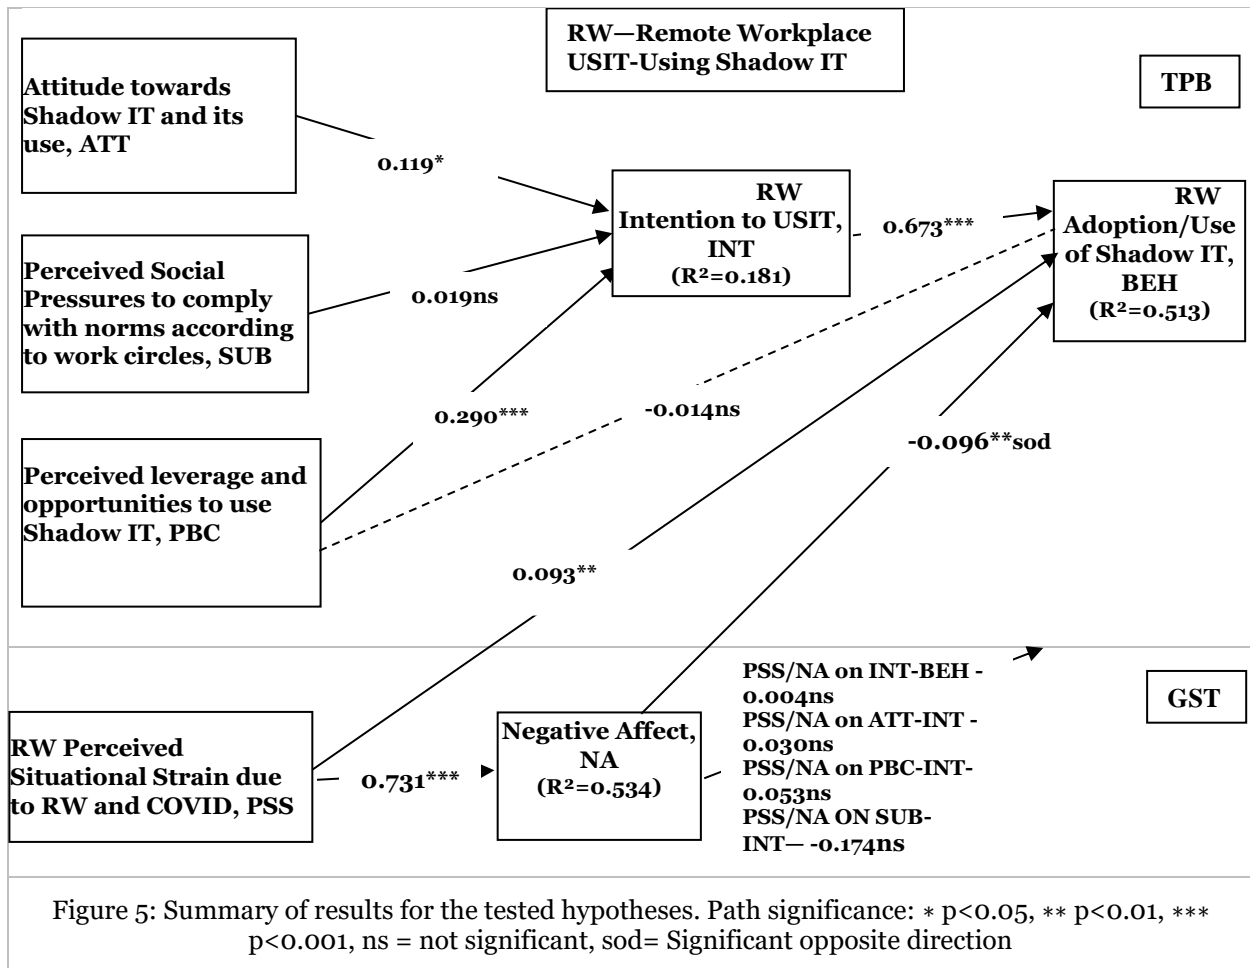 RW—Remote Workplace
USIT-Using Shadow IT
TPB
Attitude towards
Shadow IT and its
use, ATT
0.119*
RW
Intention to USIT,
INT
(R²=0.181)
0.673***
RW
Adoption/Use
of Shadow IT,
BEH
(R²=0.513)
Perceived Social
Pressures to comply
with norms according
to work circles, SUB
0.019ns
0.290***
-0.014ns
-0.096**sod
Perceived leverage and
opportunities to use
Shadow IT, PBC
0.093**
GST
RW Perceived
Situational Strain due
to RW and COVID, PSS
0.731***
Negative Affect,
NA
(R²=0.534)
PSS/NA on INT-BEH -
0.004ns
PSS/NA on ATT-INT -
0.030ns
PSS/NA on PBC-INT-
0.053ns
PSS/NA ON SUB-
INT— -0.174ns
Figure 5: Summary of results for the tested hypotheses. Path significance: * p<0.05, ** p<0.01, ***
p<0.001, ns = not significant, sod= Significant opposite direction